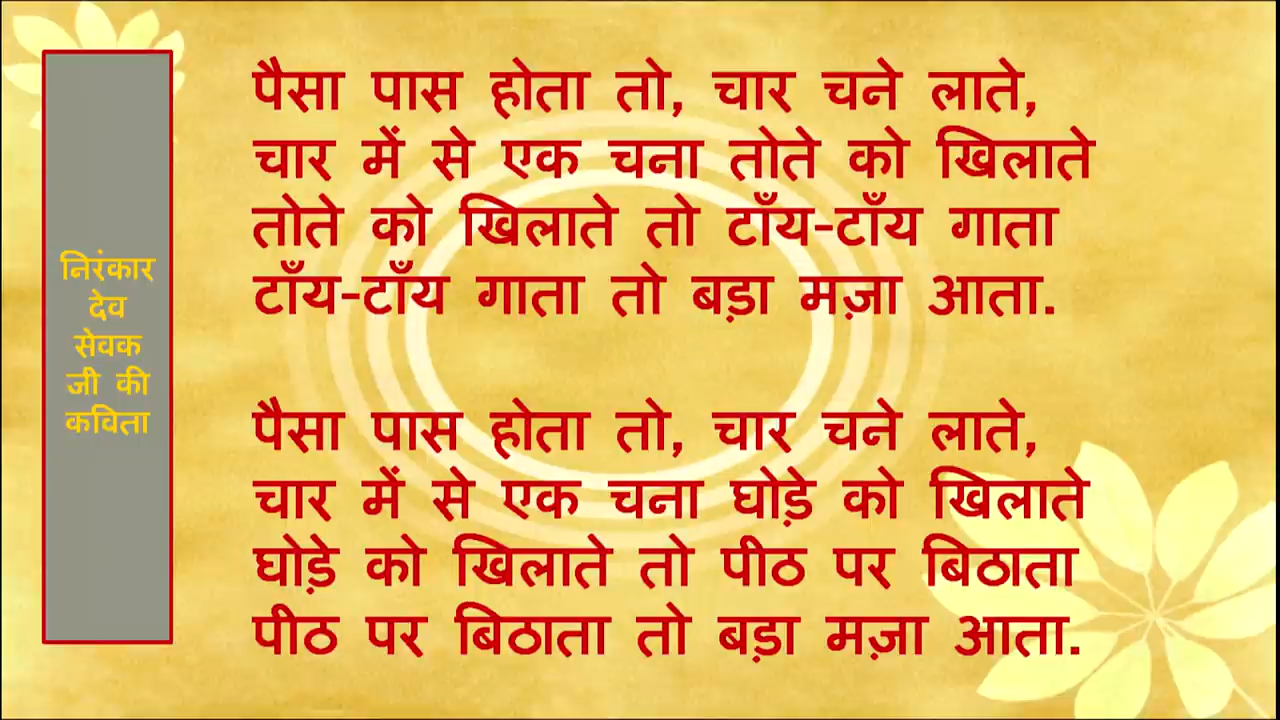 निरंकार
देव
सेवक
जी की
कविता
पैसा पास होता तो, चार चने लाते,
चार में से एक चना तोते को खिलाते
तोते को खिलाते तो टाँय-टाँय गाता
टाँय-टाँय गाता तो बड़ा मज़ा आता.
पैसा पास होता तो, चार चने लाते,
चार में से एक चना घोड़े को खिलाते
घोड़े को खिलाते तो पीठ पर बिठाता
पीठ पर बिठाता तो बड़ा मज़ा आता.